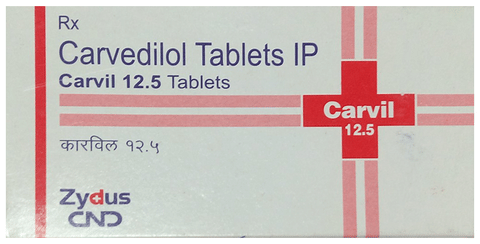 Rx
Carvedilol Tablets IP
Carvil 12.5 Tablets
Carvil
12.5
कारविल १२.५
Zydus
CND